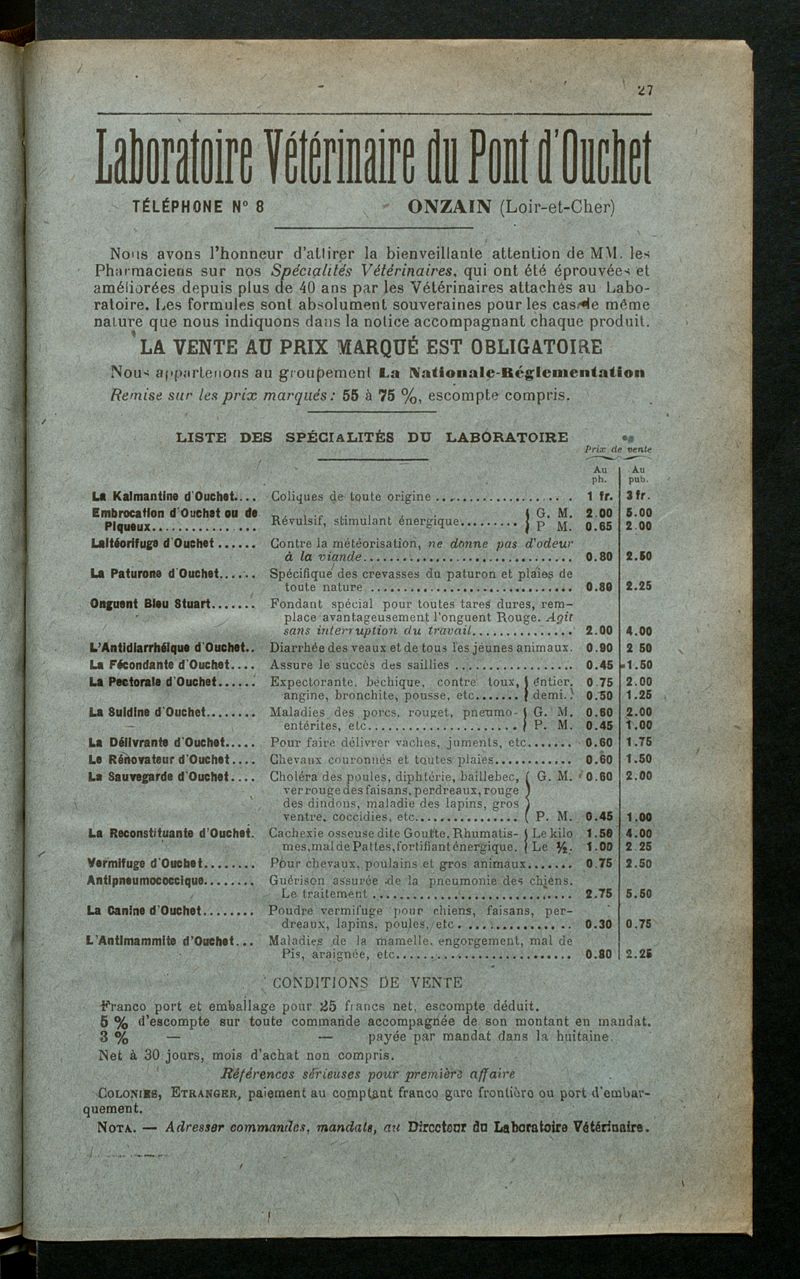 27
Laboratoire Vétérinaire du Pont d'Ouchet
TÉLÉPHONE N° 8 ONZAIN (Loir-et-Cher)
Nous avons l'honneur d'attirer la bienveillante attention de MM. les
Pharmaciens sur nos Spécialités Vétérinaires, qui ont été éprouvées et
améliorées depuis plus de 40 ans par les Vétérinaires attachés au Labo-
ratoire. Les formules sont absolument souveraines pour les cas de même
nature que nous indiquons dans la notice accompagnant chaque produit.
LA VENTE AU PRIX MARQUÉ EST OBLIGATOIRE
Nous appartenons au groupement La Nationale-Réglementation
Remise sur les prix marqués : 55 à 75 %, escompte compris.
LISTE DES SPÉCIALITÉS DU LABORATOIRE
Prix de vente
Au ph. Au pub.
La Kalmantine d'Ouchet.... Coliques de toute origine .................... 1 fr. 3 fr.
Embrocation d'Ouchet ou de
Piqueux................ Révulsif, stimulant énergique......... { G. M. 2.00 5.00
P. M. 0.65 2.00
Laitéorifuge d'Ouchet ...... Contre la météorisation, ne donne pas d'odeur
à la viande.............................. 0.80 2.50
La Paturone d'Ouchet...... Spécifique des crevasses du paturon et plaies de
toute nature ............................. 0.80 2.25
Onguent Bleu Stuart....... Fondant spécial pour toutes tares dures, rem-
place avantageusement l'onguent Rouge. Agit
sans interruption du travail............... 2.00 4.00
L'Antidiarrhéique d'Ouchet.. Diarrhée des veaux et de tous les jeunes animaux. 0.90 2 50
La Fécondante d'Ouchet.... Assure le succès des saillies .................. 0.45 1.50
La Pectorale d'Ouchet...... Expectorante, béchique, contre toux, { entier. 0 75 2.00
angine, bronchite, pousse, etc....... { demi. 0.50 1.25
La Suidine d'Ouchet........ Maladies des porcs, rouget, pneumo- { G. M. 0.60 2.00
entérites, etc...................... { P. M. 0.45 1.00
La Délivrante d'Ouchet..... Pour faire délivrer vaches, juments, etc....... 0.60 1.75
Le Rénovateur d'Ouchet.... Chevaux couronnés et toutes plaies............ 0.60 1.50
La Sauvegarde d'Ouchet.... Choléra des poules, diphtérie, baillebec, { G. M. 0.60 2.00
ver rouge des faisans, perdreaux, rouge
des dindons, maladie des lapins, gros
ventre, coccidies, etc................ { P. M. 0.45 1.00
La Reconstituante d'Ouchet. Cachexie osseuse dite Goutte, Rhumatis- { Le kilo 1.50 4.00
mes, mal de Pattes, fortifiant énergique. { Le ½. 1.00 2 25
Vermifuge d'Ouchet........ Pour chevaux, poulains et gros animaux....... 0 75 2.50
Antipneumococcique........ Guérison assurée de la pneumonie des chiens.
Le traitement ............................ 2.75 5.50
La Canine d'Ouchet........ Poudre vermifuge pour chiens, faisans, per-
dreaux, lapins, poules, etc ................. 0.30 0.75
L'Antimammite d'Ouchet... Maladies de la mamelle, engorgement, mal de
Pis, araignée, etc.......................... 0.80 2.25
CONDITIONS DE VENTE
Franco port et emballage pour 25 francs net, escompte déduit.
5 % d'escompte sur toute commande accompagnée de son montant en mandat.
3 % — — payée par mandat dans la huitaine.
Net à 30 jours, mois d'achat non compris.
Références sérieuses pour première affaire
COLONIES, ETRANGER, paiement au comptant franco gare frontière ou port d'embar-
quement.
NOTA. — Adresser commandes, mandats, au Directeur du Laboratoire Vétérinaire.